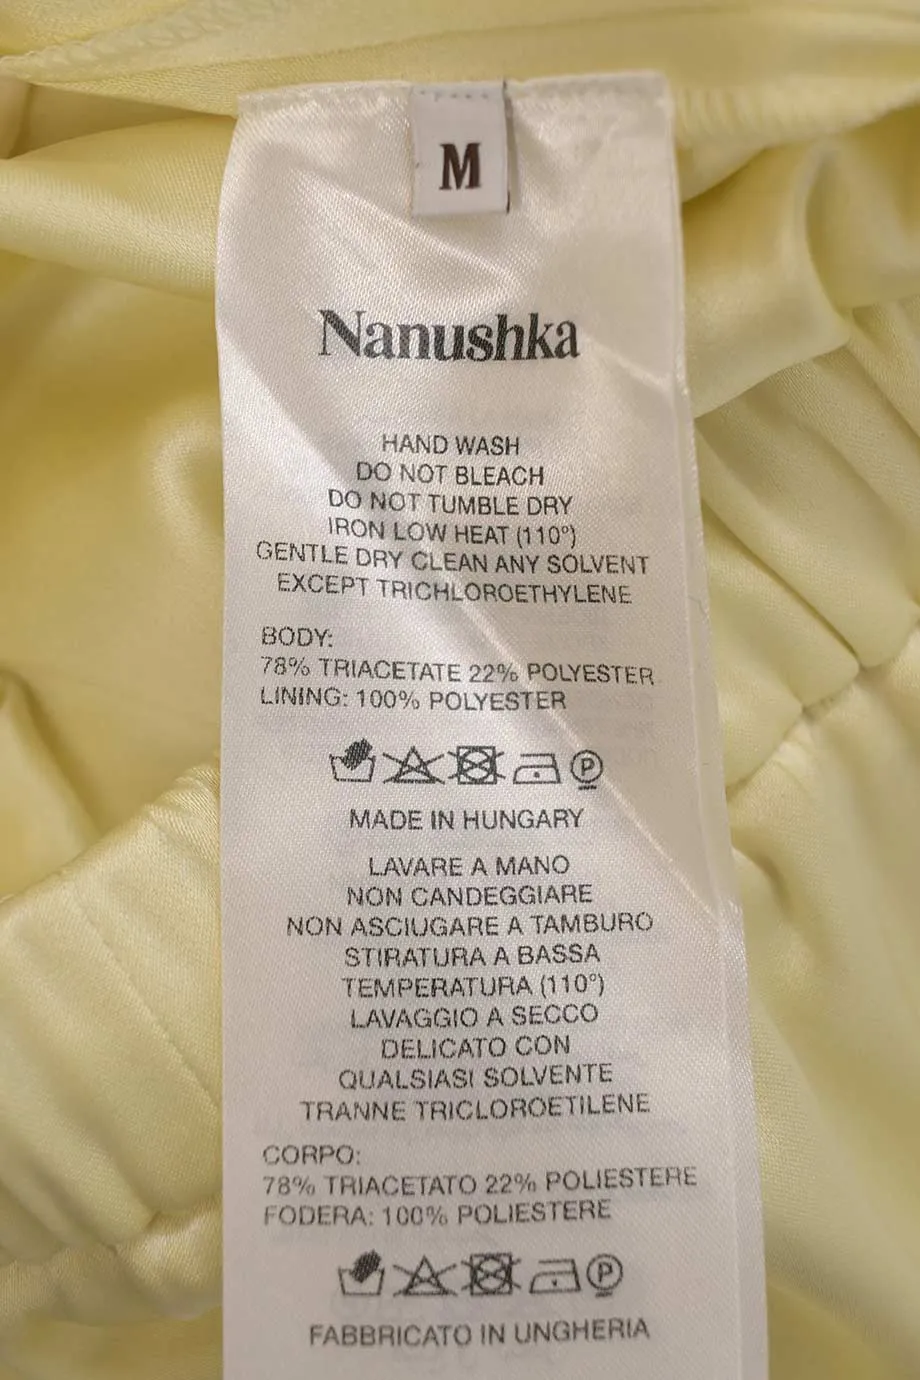 M
Nanushka
HAND WASH
DO NOT BLEACH
DO NOT TUMBLE DRY
IRON LOW HEAT (110°)
GENTLE DRY CLEAN ANY SOLVENT
EXCEPT TRICHLOROETHYLENE
BODY:
78% TRIACETATE 22% POLYESTER
LINING: 100% POLYESTER
P
MADE IN HUNGARY
LAVARE A MANO
NON CANDEGGIARE
NON ASCIUGARE A TAMBURO
STIRATURA A BASSA
TEMPERATURA (110°)
LAVAGGIO A SECCO
DELICATO CON
QUALSIASI SOLVENTE
TRANNE TRICLOROETILENE
CORPO:
78% TRIACETATO 22% POLIESTERE
FODERA: 100% POLIESTERE
P
FABBRICATO IN UNGHERIA